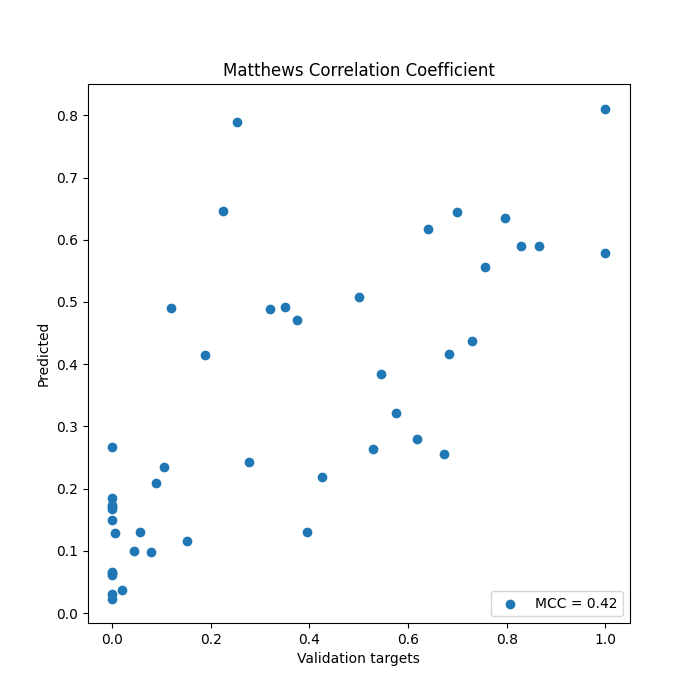 Matthews Correlation Coefficient
0.8
0.7
0.6
0.5
0.4
0.3
0.2
0.1
0.0
Predicted
MCC = 0.42
0.0 0.2 0.4 0.6 0.8 1.0
Validation targets